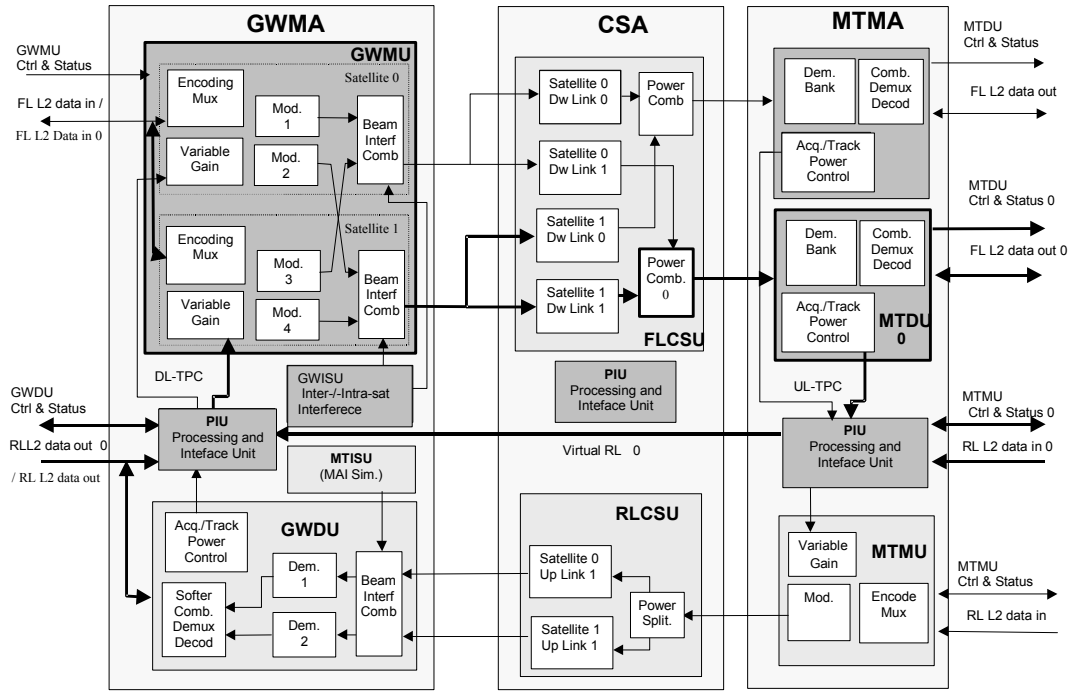 GWMA
CSA
MTMA
GWMU
Ctrl & Status
FL L2 data in /
FL L2 Data in 0
GWMU
Satellite 0
Encoding
Mux
Variable
Gain
Mod.
1
Mod.
2
Beam
Interf
Comb
Satellite 1
Encoding
Mux
Variable
Gain
Mod.
3
Mod.
4
Beam
Interf
Comb
DL-TPC
GWISU
Inter-/-Intra-sat
Interferece
GWDU
Ctrl & Status
RLL2 data out 0
/ RL L2 data out
PIU
Processing and
Inteface Unit
MTISU
(MAI Sim.)
Acq./Track
Power
Control
GWDU
Softer
Comb.
Demux
Decod
Dem.
1
Dem.
2
Beam
Interf
Comb
Satellite 0
Dw Link 0
Satellite 0
Dw Link 1
Satellite 1
Dw Link 0
Satellite 1
Dw Link 1
Power
Comb
Power
Comb.
0
FLCSU
PIU
Processing and
Inteface Unit
Virtual RL 0
RLCSU
Satellite 0
Up Link 1
Satellite 1
Up Link 1
Power
Split.
Dem.
Bank
Comb.
Demux
Decod
Acq./Track
Power
Control
MTDU
Ctrl & Status
FL L2 data out
Dem.
Bank
Comb.
Demux
Decod
Acq./Track
Power
Control
MTDU
0
MTDU
Ctrl & Status 0
FL L2 data out 0
UL-TPC
PIU
Processing and
Inteface Unit
MTMU
Ctrl & Status 0
RL L2 data in 0
Variable
Gain
MTMU
Mod.
Encode
Mux
MTMU
Ctrl & Status
RL L2 data in